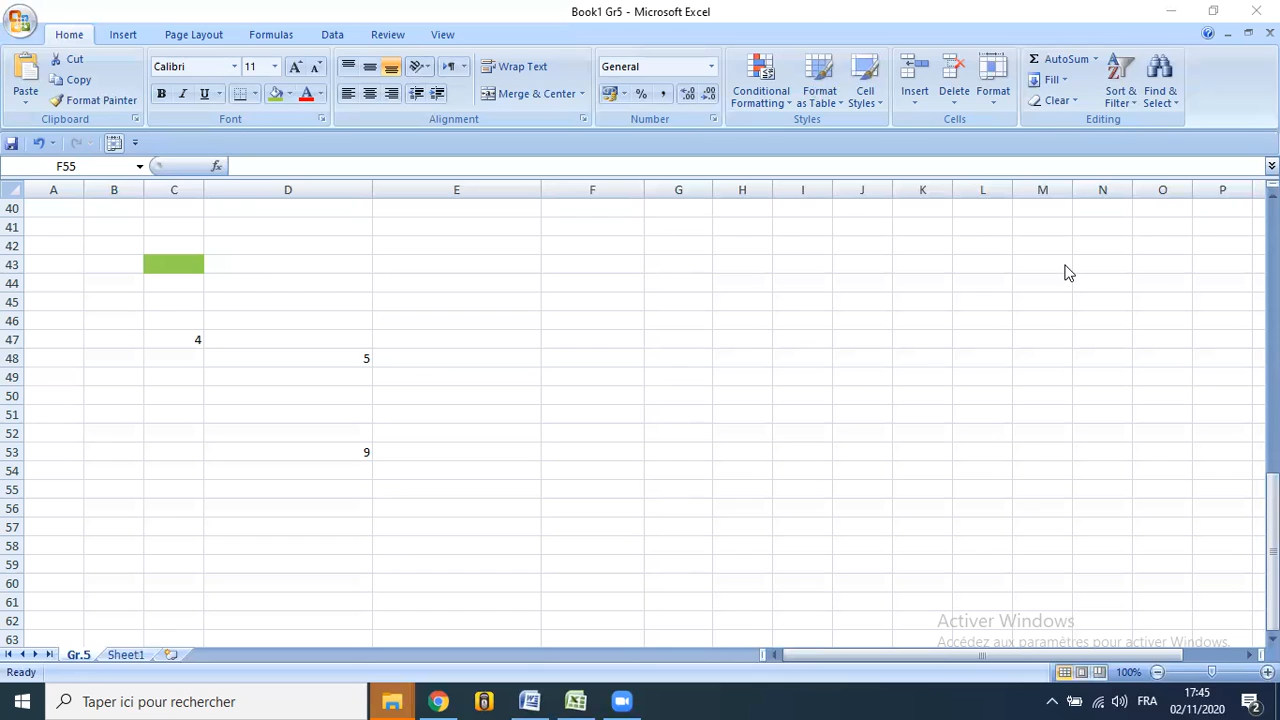 Book1 Gr5 - Microsoft Excel
Home Insert Page Layout Formulas Data Review View
Paste
Cut
Copy
Format Painter
Clipboard
Calibri 11
B I U
Font
Wrap Text
Merge & Center
Alignment
General
% ,
Number
Conditional Formatting
Format as Table
Cell Styles
Styles
Insert
Delete
Format
Cells
Σ AutoSum
Fill
Clear
Sort & Filter
Find & Select
Editing
F55 fx
A B C D E F G H I J K L M N O P
40
41
42
43
44
45
46
47 4
48 5
49
50
51
52
53 9
54
55
56
57
58
59
60
61
62
63
Activer Windows
Accédez aux paramètres pour activer Windows.
Gr.5 Sheet1
Ready 100%
Taper ici pour rechercher
FRA
17:45
02/11/2020
2